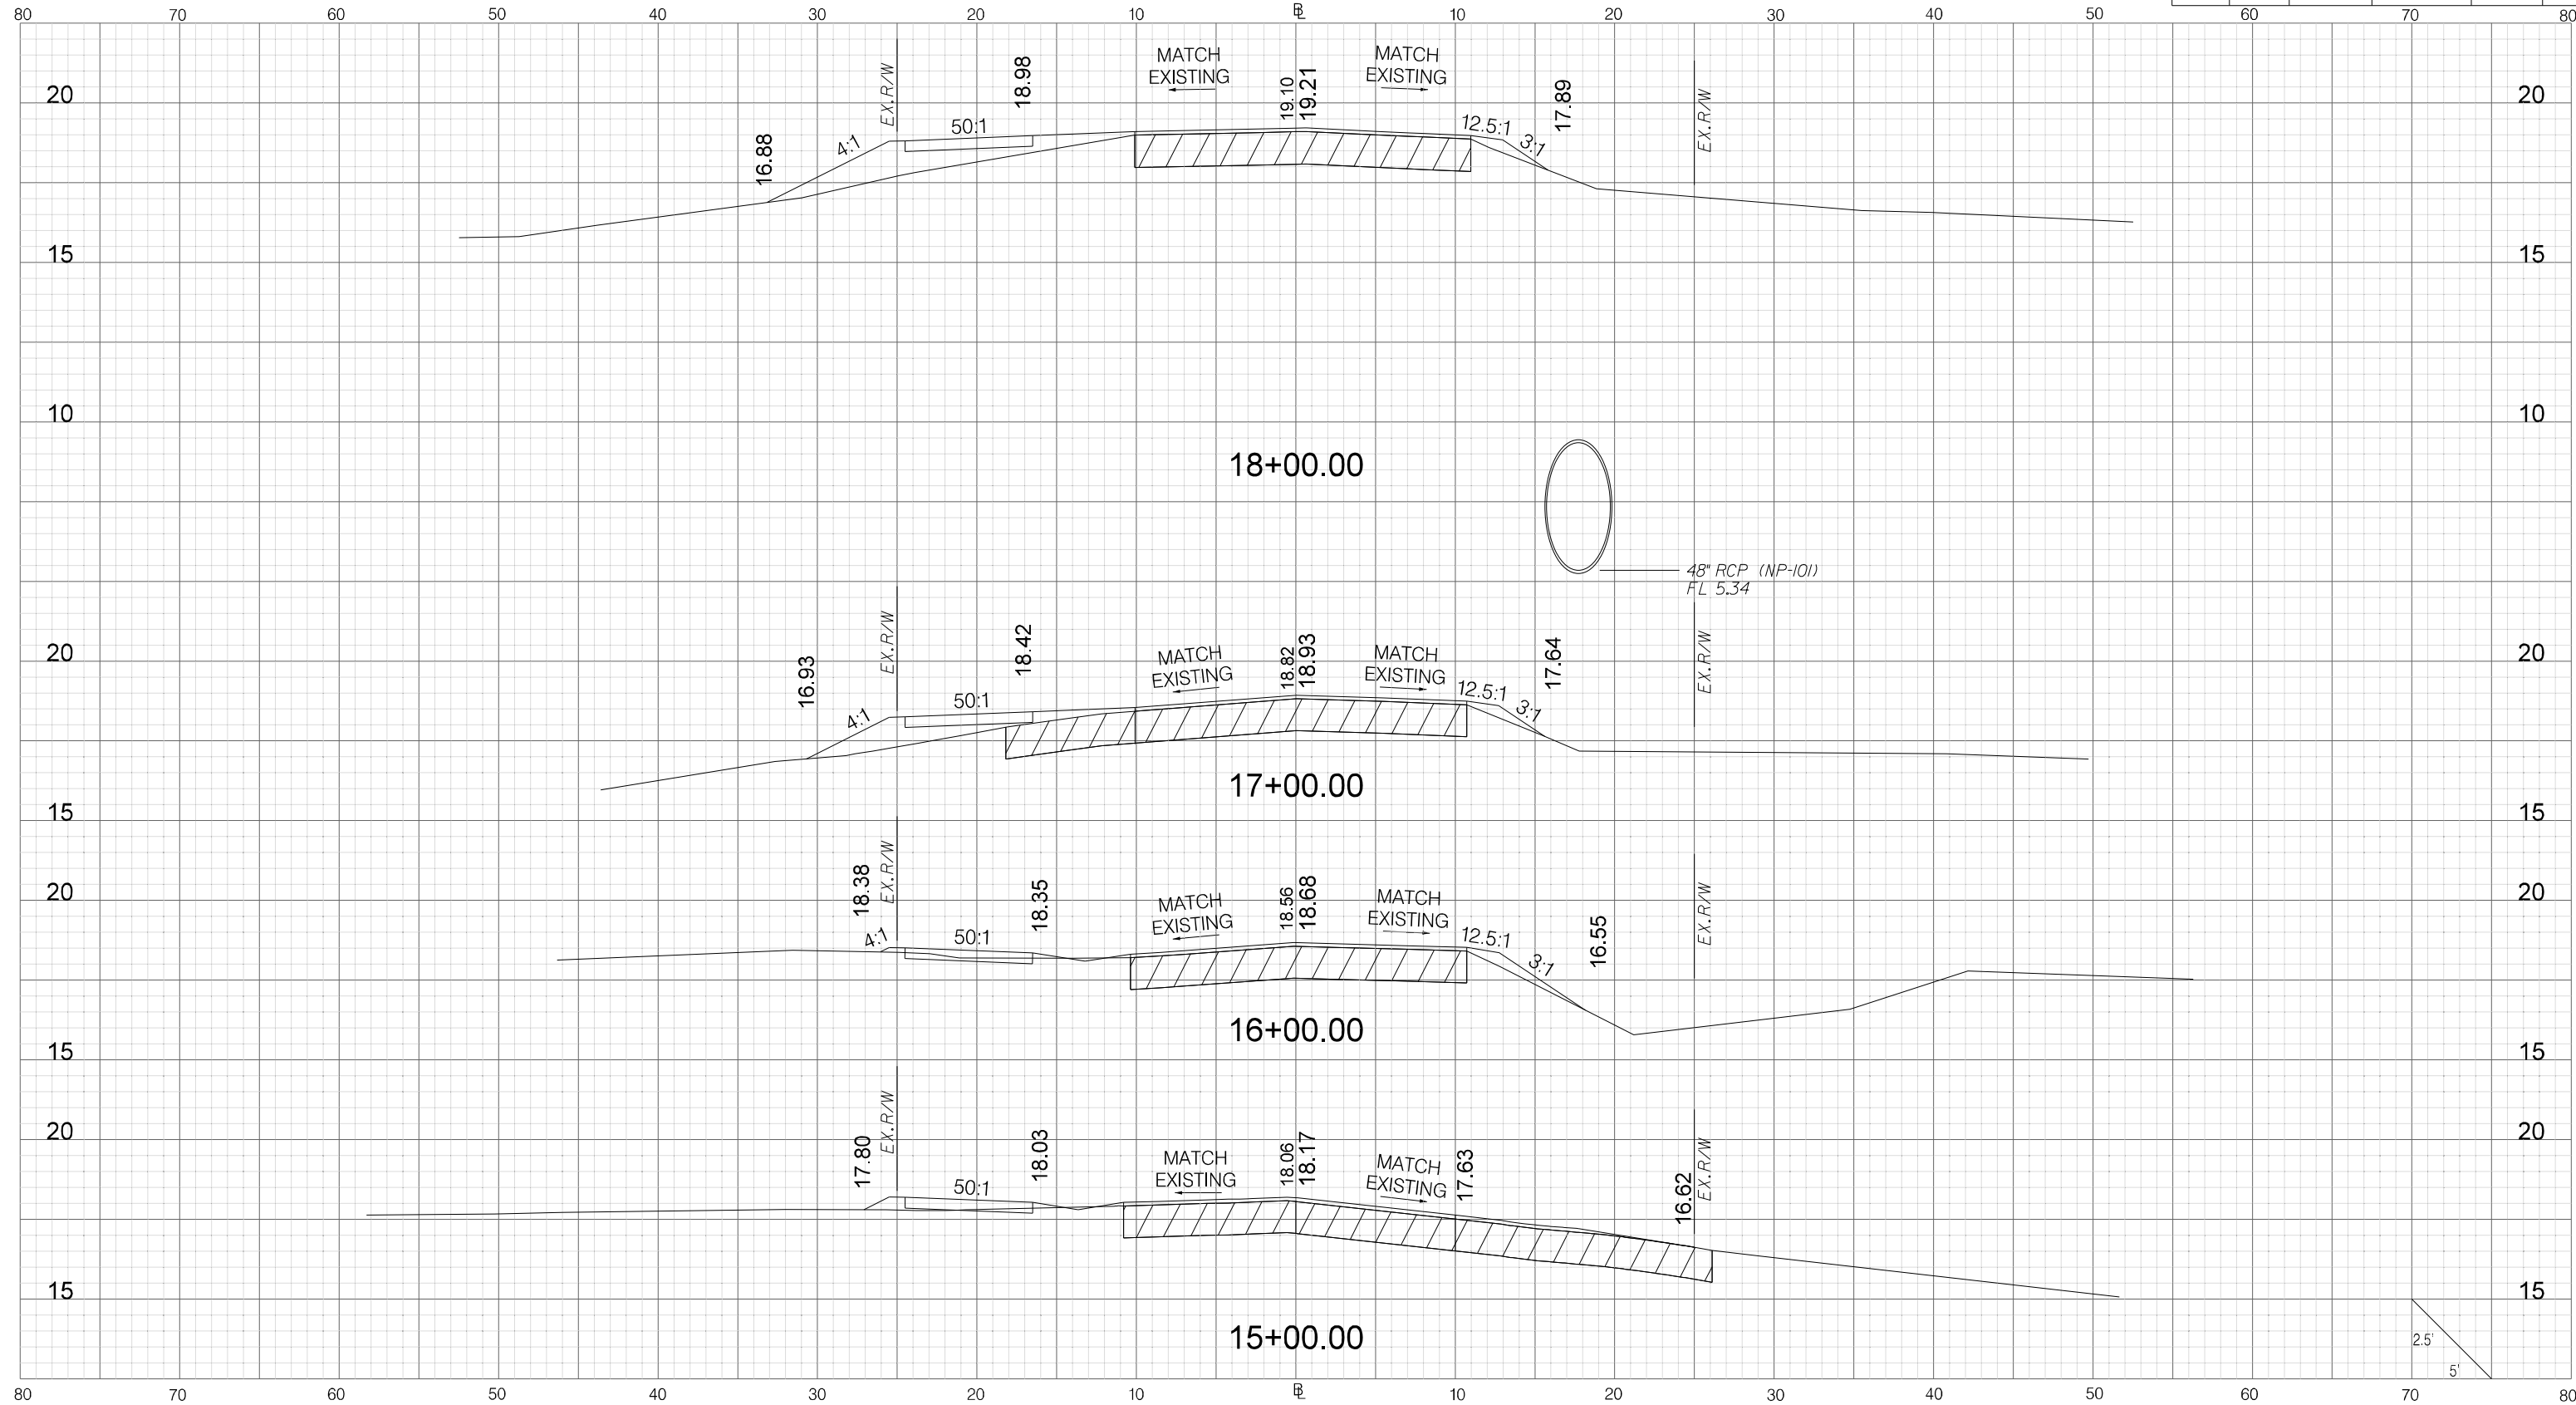 80 70 60 50 40 30 20 10 ℄ 10 20 30 40 50 60 70 80
MATCH
EXISTING
MATCH
EXISTING
EX.R/W
18.98
19.10
19.21
17.89
EX.R/W
20
20
50:1
12.5:1
4:1
3:1
16.88
15
15
10
10
18+00.00
48" RCP (NP-101)
FL 5.34
EX.R/W
18.42
MATCH
EXISTING
18.82
18.93
MATCH
EXISTING
17.64
EX.R/W
20
20
16.93
50:1
12.5:1
4:1
3:1
17+00.00
15
15
18.38
EX.R/W
18.35
MATCH
EXISTING
18.56
18.68
MATCH
EXISTING
16.55
EX.R/W
20
20
4:1
50:1
12.5:1
3:1
16+00.00
15
15
17.80
EX.R/W
18.03
MATCH
EXISTING
18.06
18.17
MATCH
EXISTING
17.63
16.62
EX.R/W
20
20
50:1
15
15
15+00.00
2.5'
5'
80 70 60 50 40 30 20 10 ℄ 10 20 30 40 50 60 70 80